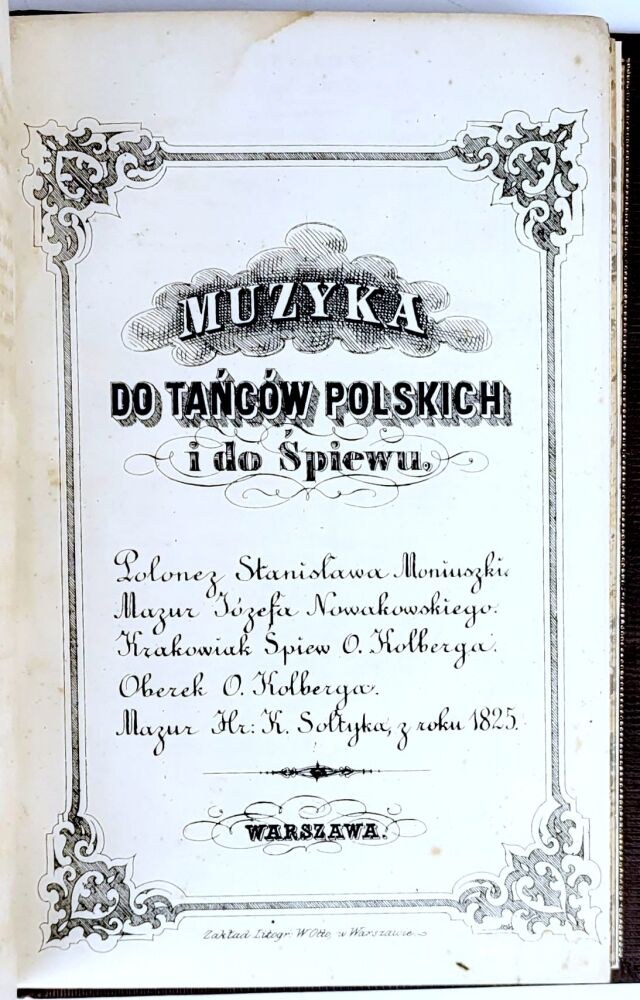 MUZYKA
DO TAŃCÓW POLSKICH
i do Śpiewu,
Polonez Stanisława Moniuszki.
Mazur Józefa Nowakowskiego.
Krakowiak Śpiew O. Kolberga.
Oberek O. Kolberga.
Mazur Hr: K. Sołtyka, z roku 1825.
WARSZAWA.
Zakład Litogr: W Otto, w Warszawie